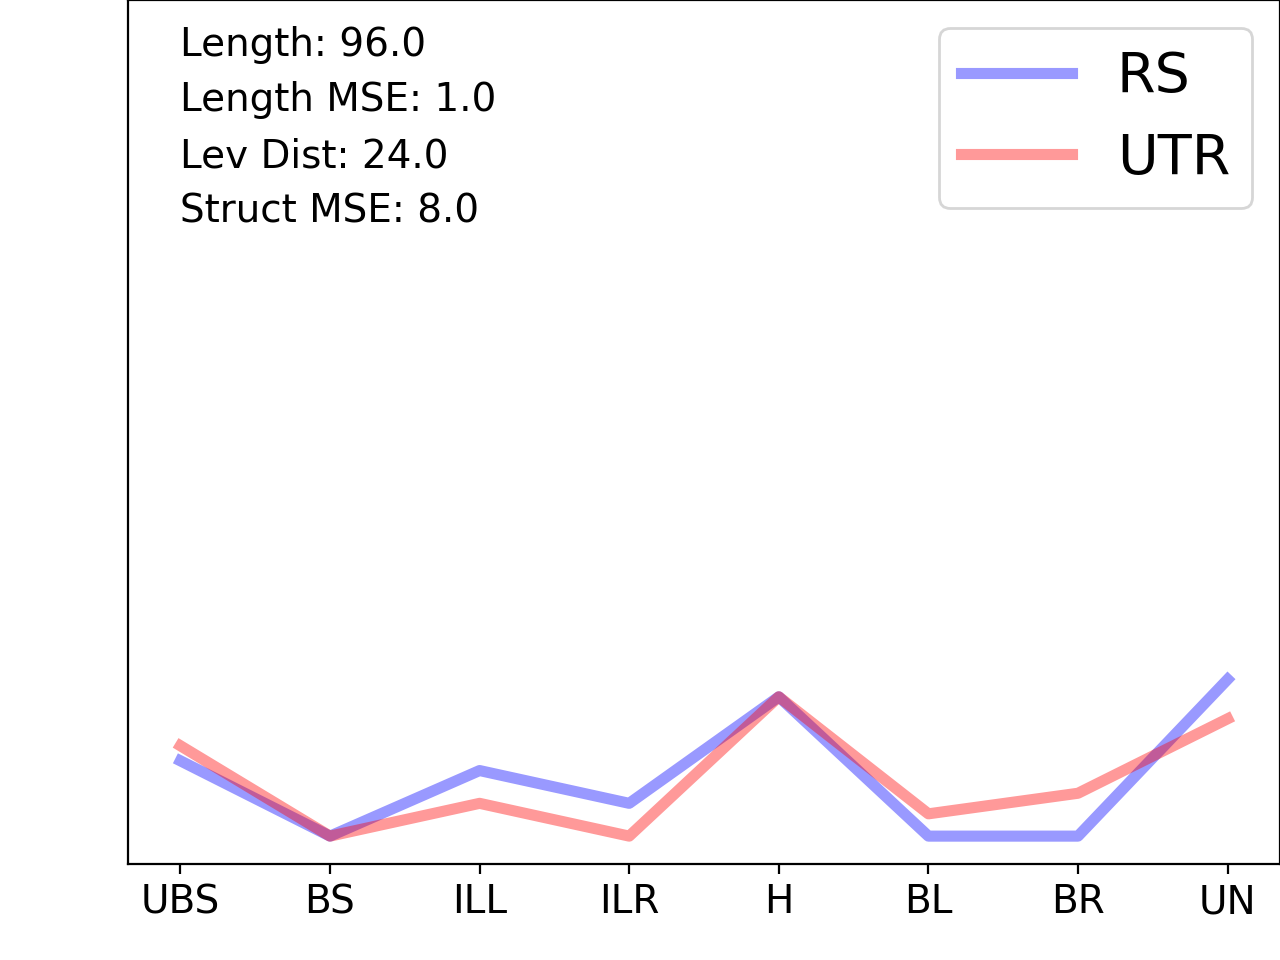 Length: 96.0
Length MSE: 1.0
Lev Dist: 24.0
Struct MSE: 8.0
RS
UTR
UBS BS ILL ILR H BL BR UN